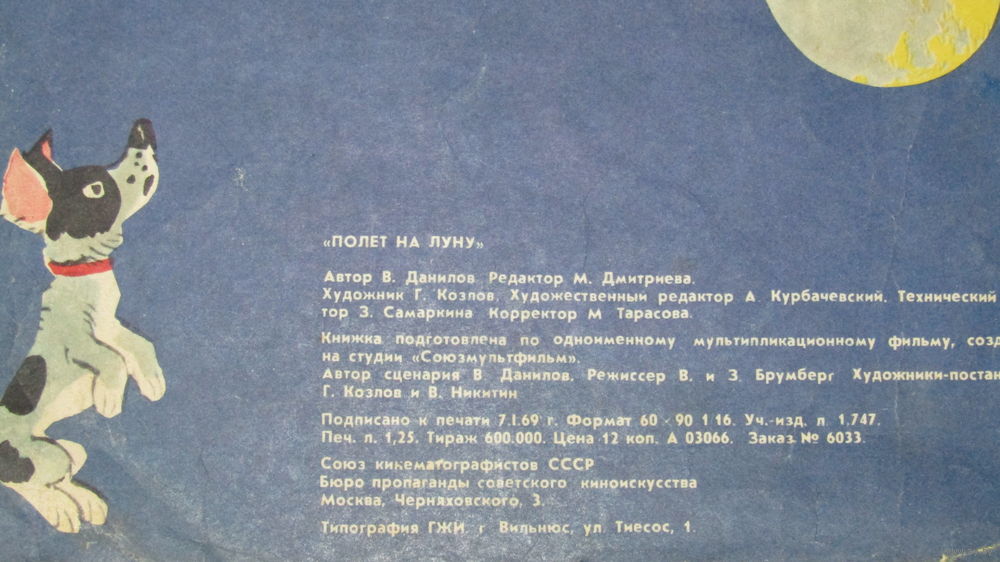 «ПОЛЕТ НА ЛУНУ»
Автор В. Данилов Редактор М. Дмитриева.
Художник Г. Козлов. Художественный редактор А. Курбачевский. Технический
тор З. Самаркина Корректор М Тарасова.
Книжка подготовлена по одноименному мультипликационному фильму, созд
на студии «Союзмультфильм».
Автор сценария В. Данилов. Режиссер В. и З. Брумберг Художники-постан
Г. Козлов и В. Никитин
Подписано к печати 7.I.69 г. Формат 60 × 90 1/16. Уч.-изд. л. 1,747.
Печ. л. 1,25. Тираж 600.000. Цена 12 коп. А 03066. Заказ № 6033.
Союз кинематографистов СССР
Бюро пропаганды советского киноискусства
Москва, Черняховского, 3.
Типография ГЖИ. г Вильнюс, ул. Тиесос, 1.